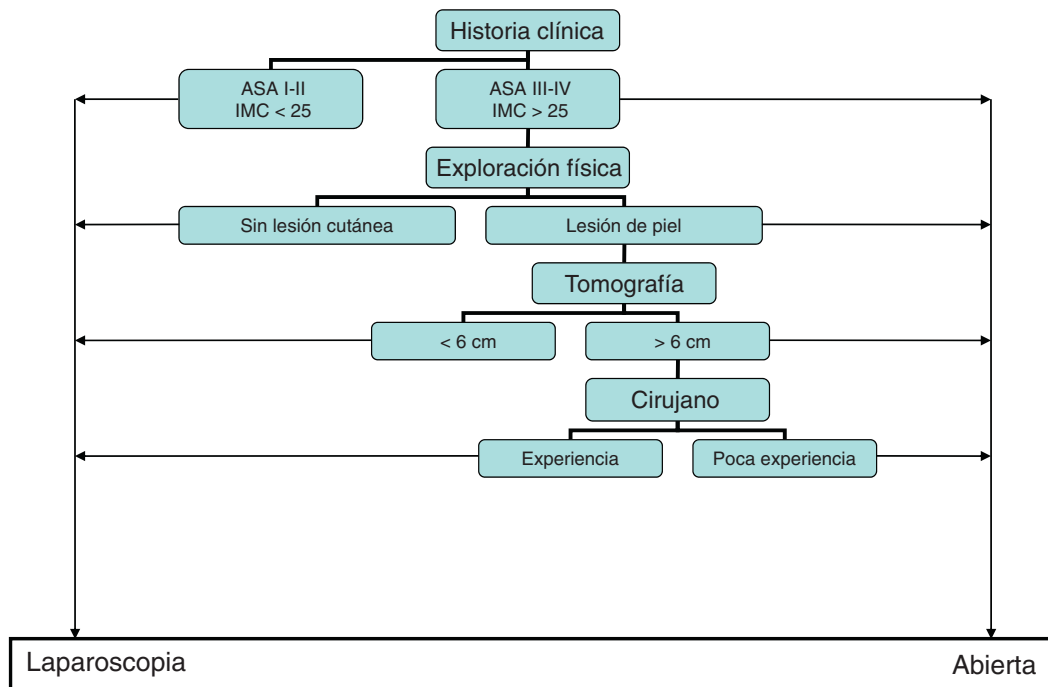 Historia clínica
ASA I-II
IMC < 25
ASA III-IV
IMC > 25
Exploración física
Sin lesión cutánea
Lesión de piel
Tomografía
< 6 cm
> 6 cm
Cirujano
Experiencia
Poca experiencia
Laparoscopia
Abierta